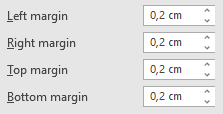 Left margin 0,2 cm
Right margin 0,2 cm
Top margin 0,2 cm
Bottom margin 0,2 cm